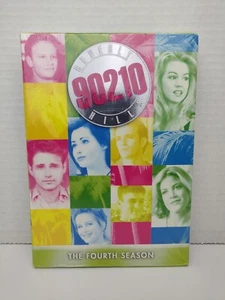 BEVERLY
90210
HILLS
THE FOURTH SEASON